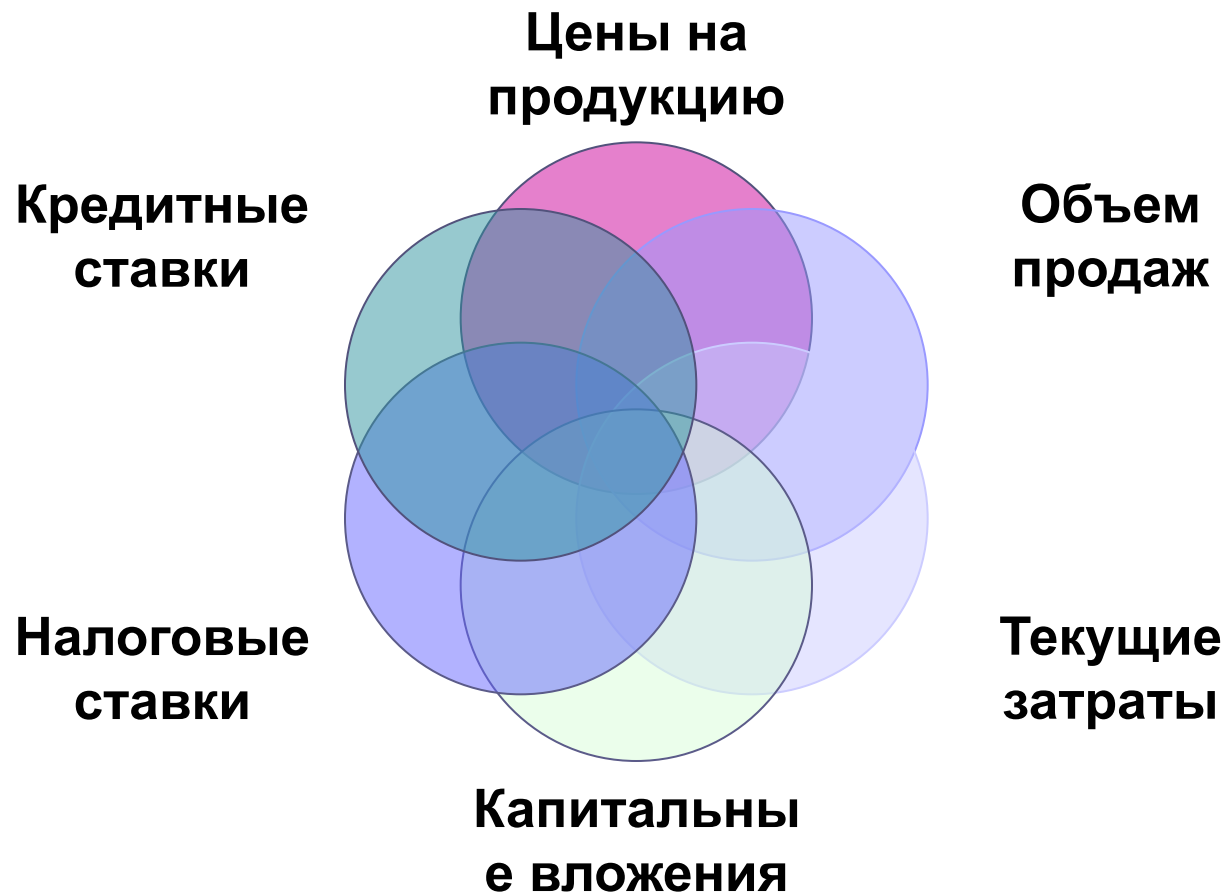 Цены на
продукцию
Кредитные
ставки
Объем
продаж
Налоговые
ставки
Текущие
затраты
Капитальны
е вложения